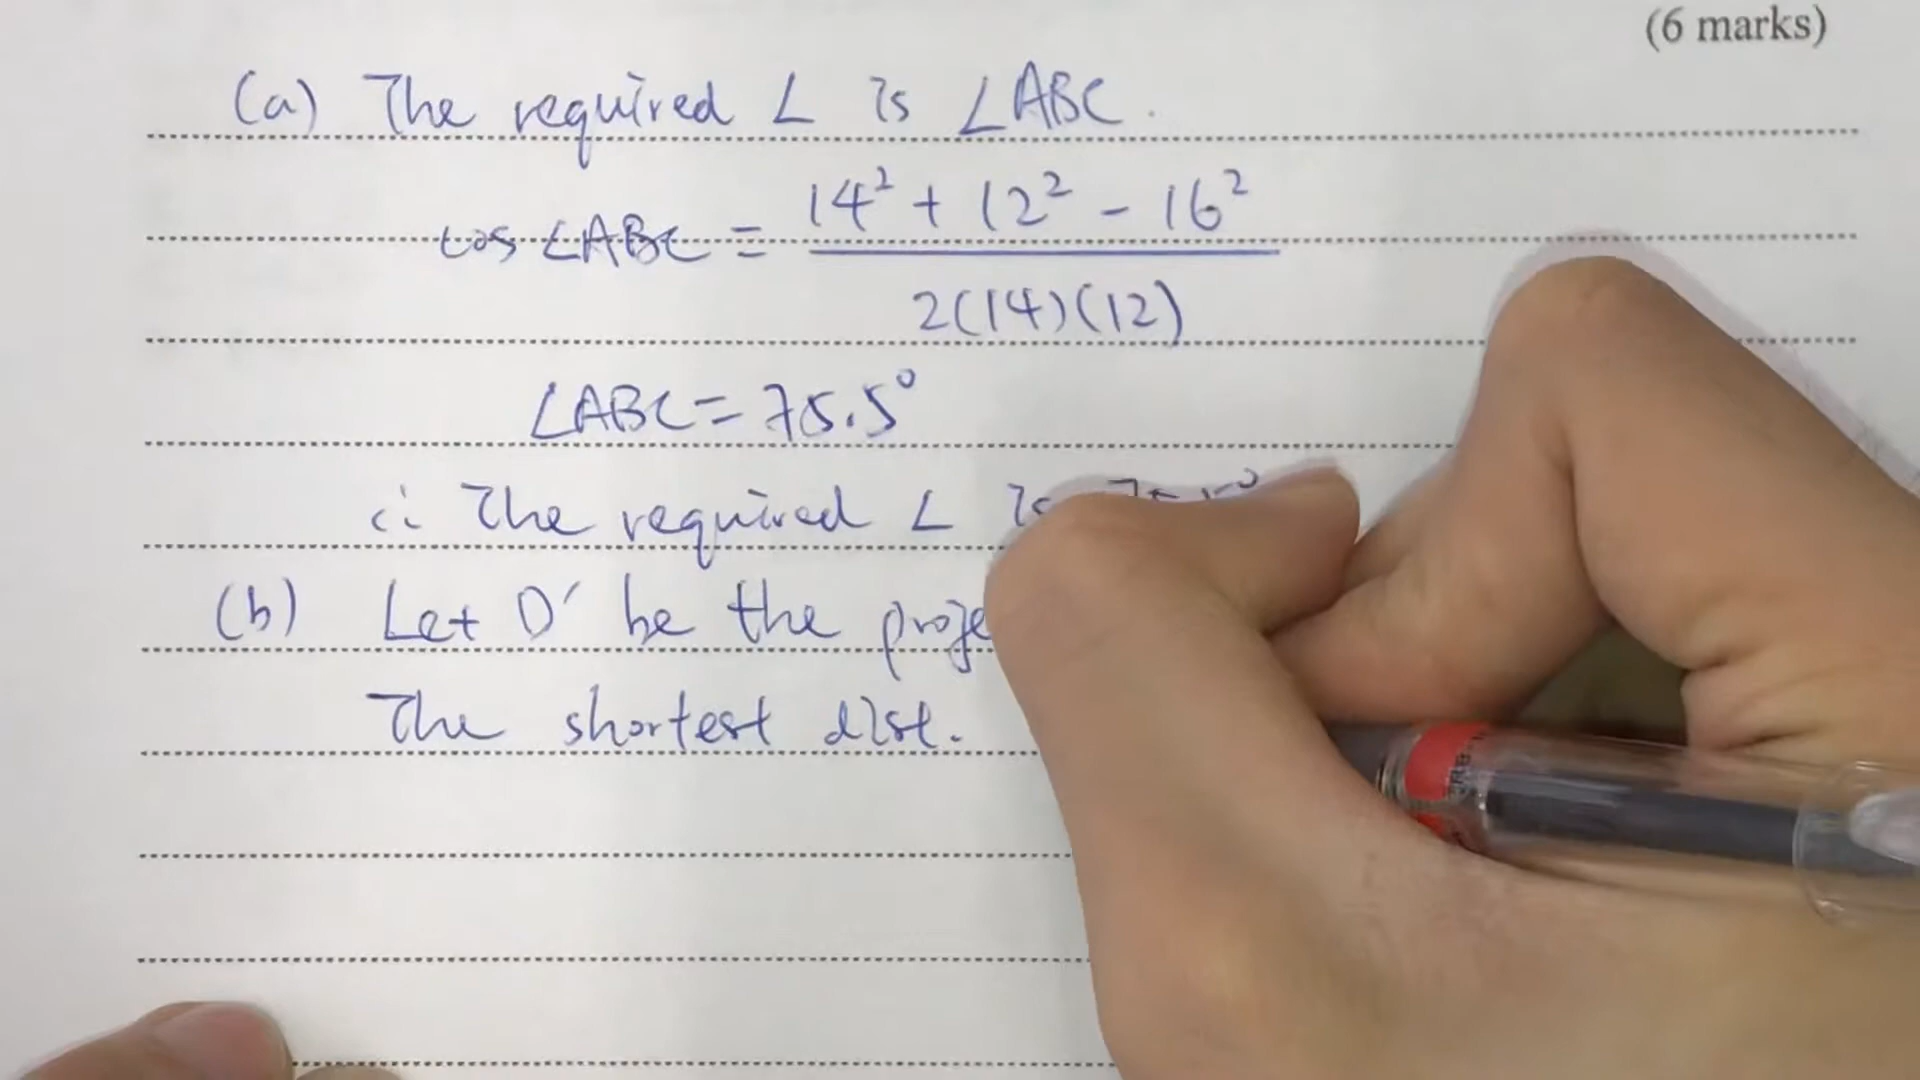 (6 marks)
(a) The required ∠ is ∠ABC.
cos ∠ABC = (14² + 12² - 16²) / 2(14)(12)
∠ABC = 75.5°
∴ The required ∠ is
(b) Let D' be the
The shortest dist.